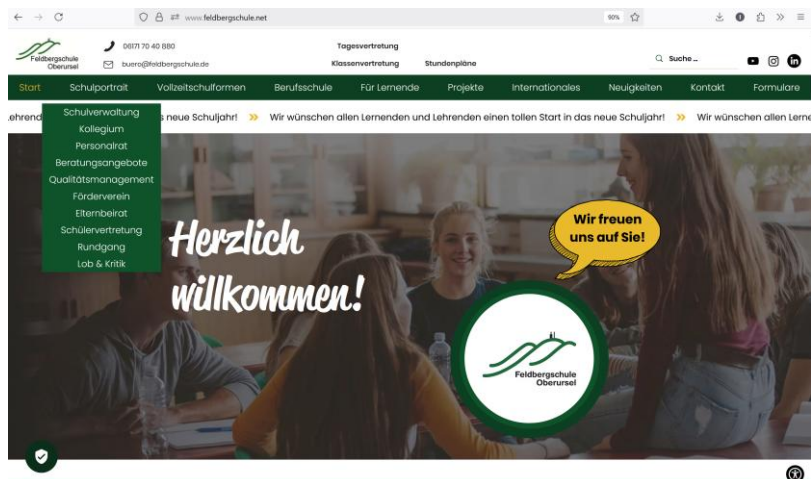 www.feldbergschule.net
90%
Feldbergschule
Oberursel
06171 70 40 880
buero@feldbergschule.de
Tagesvertretung
Klassenvertretung Stundenpläne
Suche ...
Start Schulportrait Vollzeitschulformen Berufsschule Für Lernende Projekte Internationales Neuigkeiten Kontakt Formulare
ehrend s neue Schuljahr! Wir wünschen allen Lernenden und Lehrenden einen tollen Start in das neue Schuljahr! Wir wünschen allen Lerne
Schulverwaltung
Kollegium
Personalrat
Beratungsangebote
Qualitätsmanagement
Förderverein
Elternbeirat
Schülervertretung
Rundgang
Lob & Kritik
Herzlich
willkommen!
Wir freuen
uns auf Sie!
Feldbergschule
Oberursel